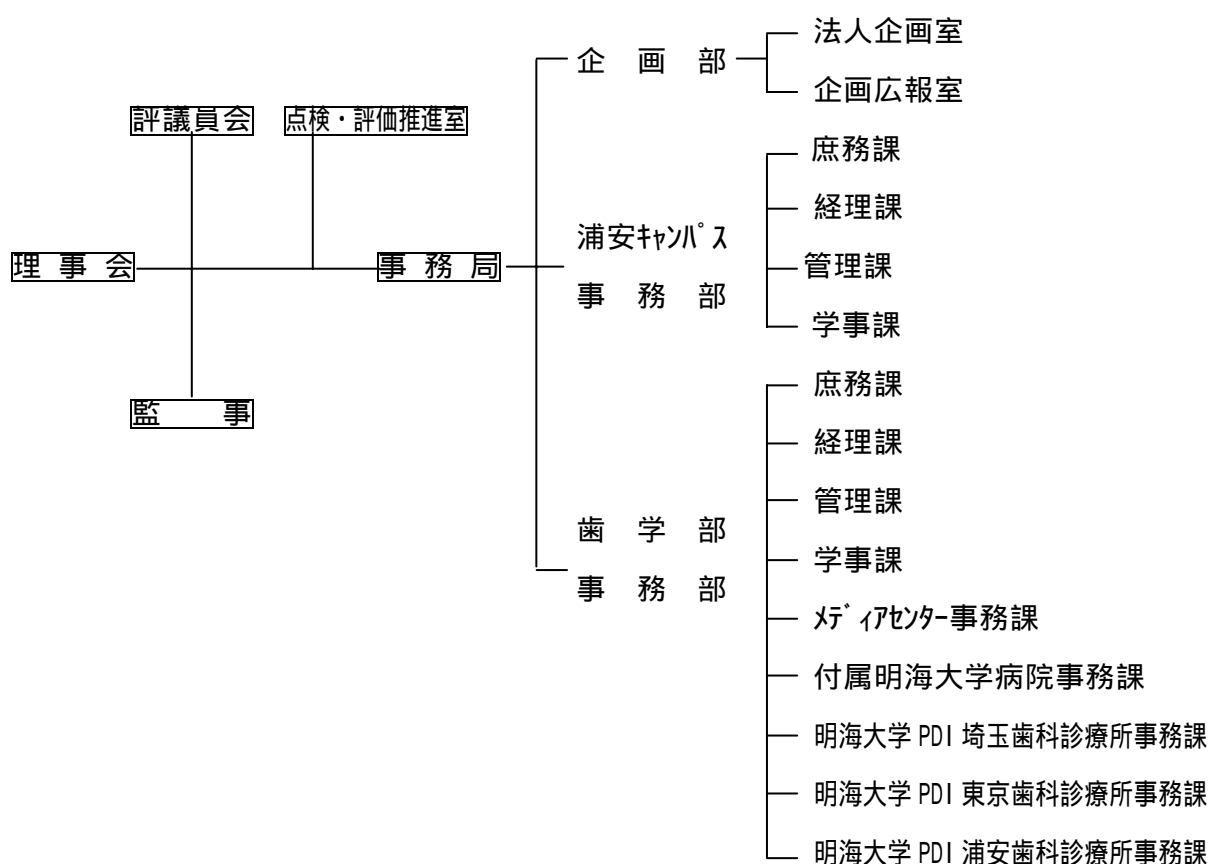 法人企画室
企　画　部
企画広報室
評議員会　点検・評価推進室
庶務課
経理課
浦安ｷｬﾝﾊﾟｽ
理　事　会　事　務　局　管理課
事　務　部
学事課
庶務課
監　　事
経理課
管理課
歯　学　部
学事課
事　務　部
ﾒﾃﾞｨｱｾﾝﾀｰ事務課
付属明海大学病院事務課
明海大学 PDI 埼玉歯科診療所事務課
明海大学 PDI 東京歯科診療所事務課
明海大学 PDI 浦安歯科診療所事務課